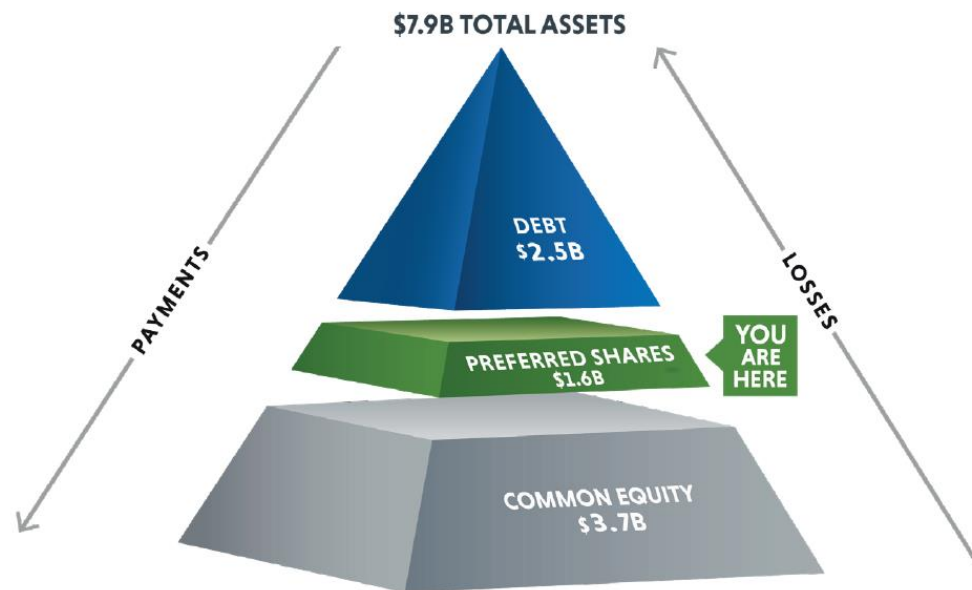 $7.9B TOTAL ASSETS
PAYMENTS
LOSSES
DEBT
$2.5B
PREFERRED SHARES
$1.6B
YOU
ARE
HERE
COMMON EQUITY
$3.7B